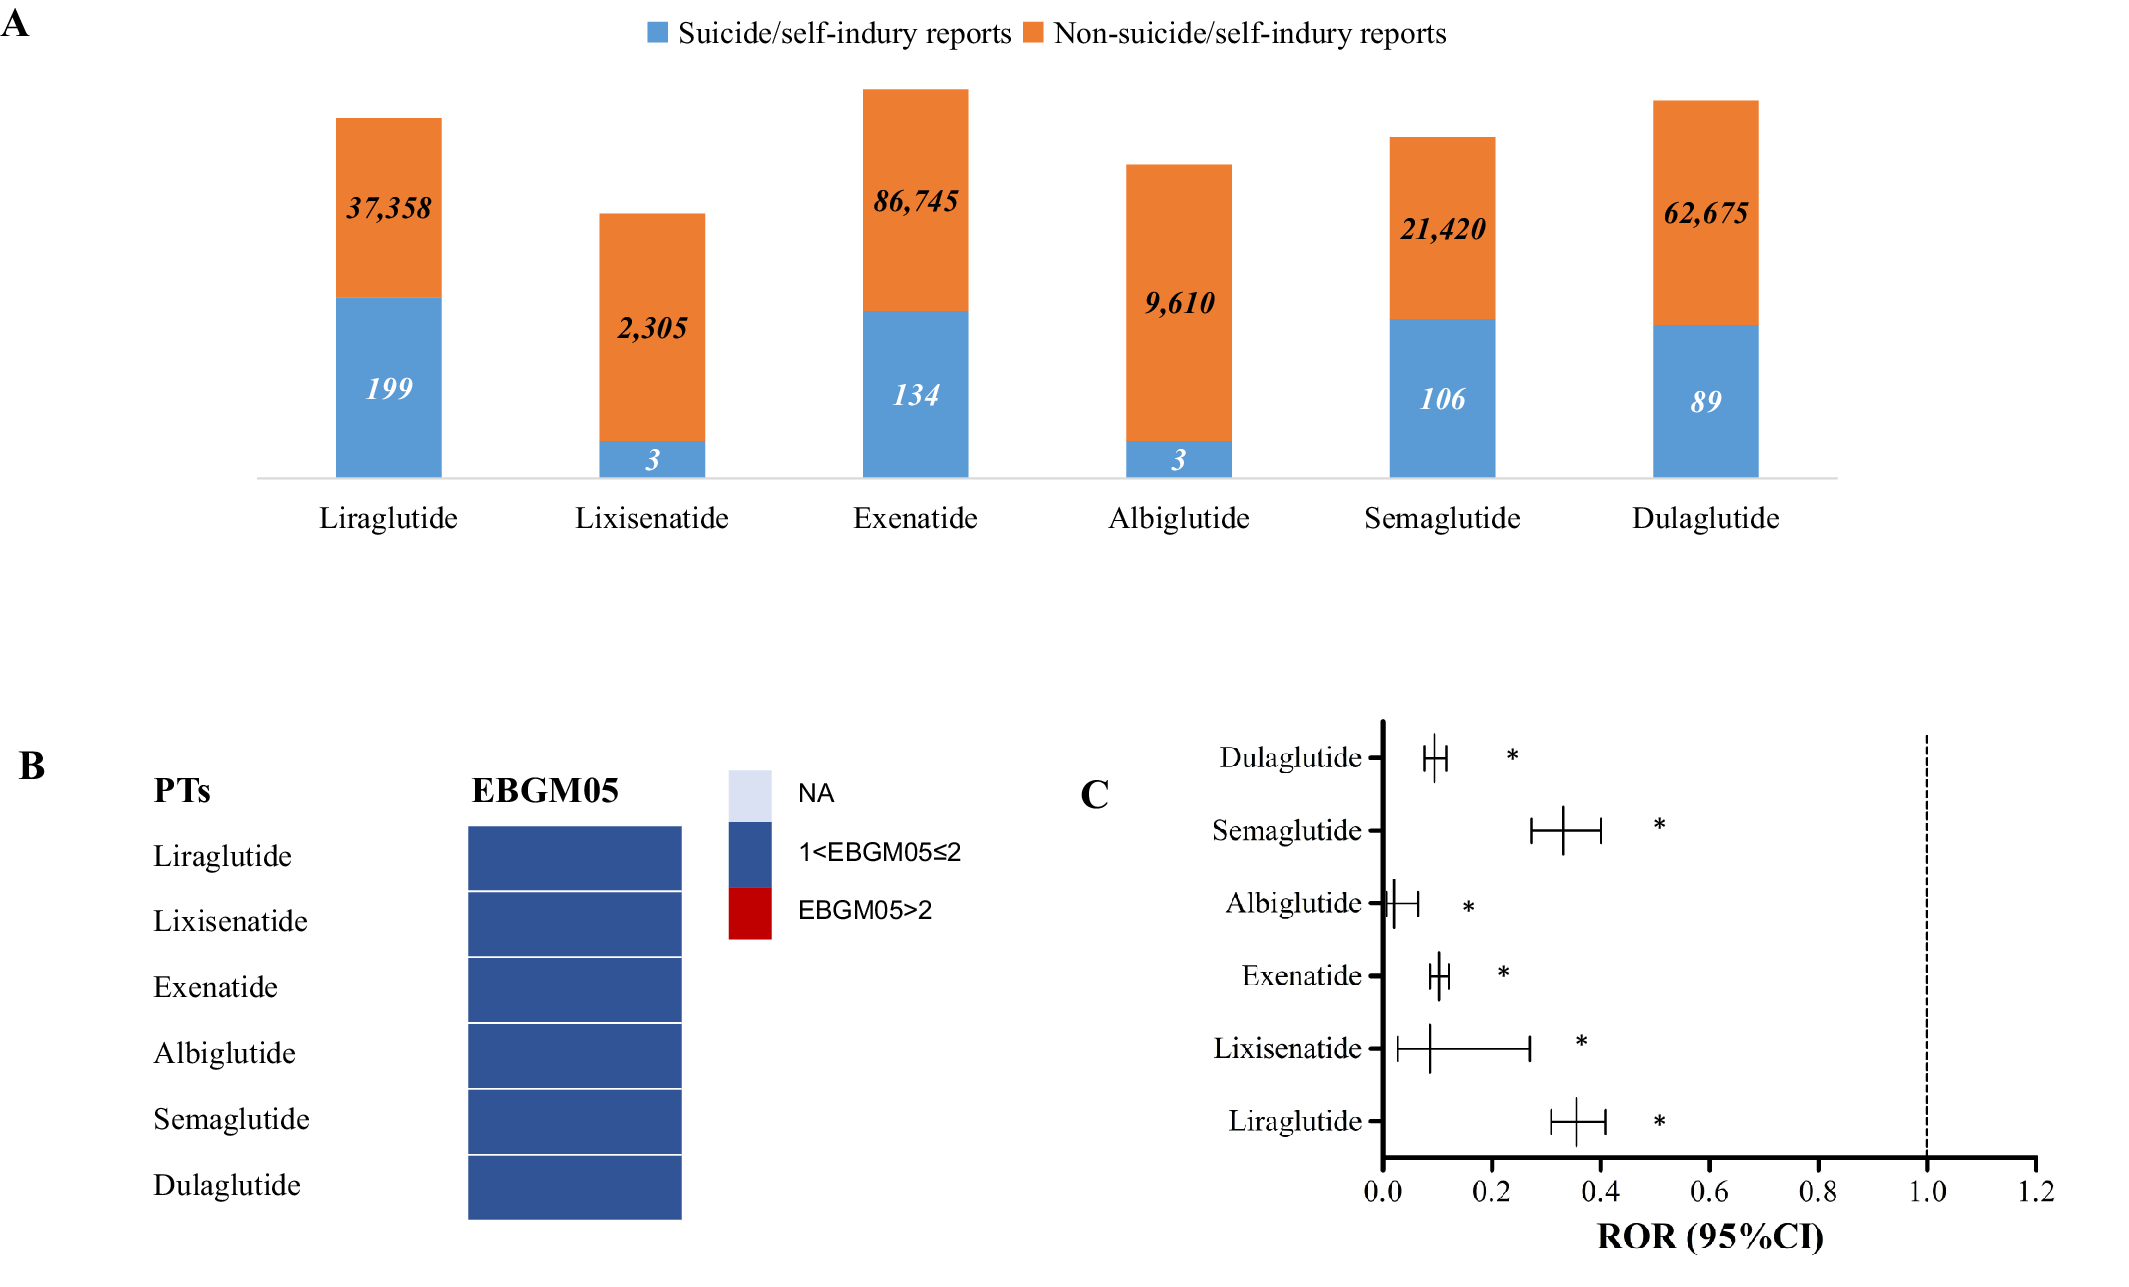 A
Suicide/self-indury reports Non-suicide/self-indury reports
37,358
2,305
86,745
9,610
21,420
62,675
199
3
134
3
106
89
Liraglutide Lixisenatide Exenatide Albiglutide Semaglutide Dulaglutide
B
PTs EBGM05
Liraglutide
Lixisenatide
Exenatide
Albiglutide
Semaglutide
Dulaglutide
NA
1<EBGM05≤2
EBGM05>2
C
Dulaglutide *
Semaglutide *
Albiglutide *
Exenatide *
Lixisenatide *
Liraglutide *
0.0 0.2 0.4 0.6 0.8 1.0 1.2
ROR (95%CI)